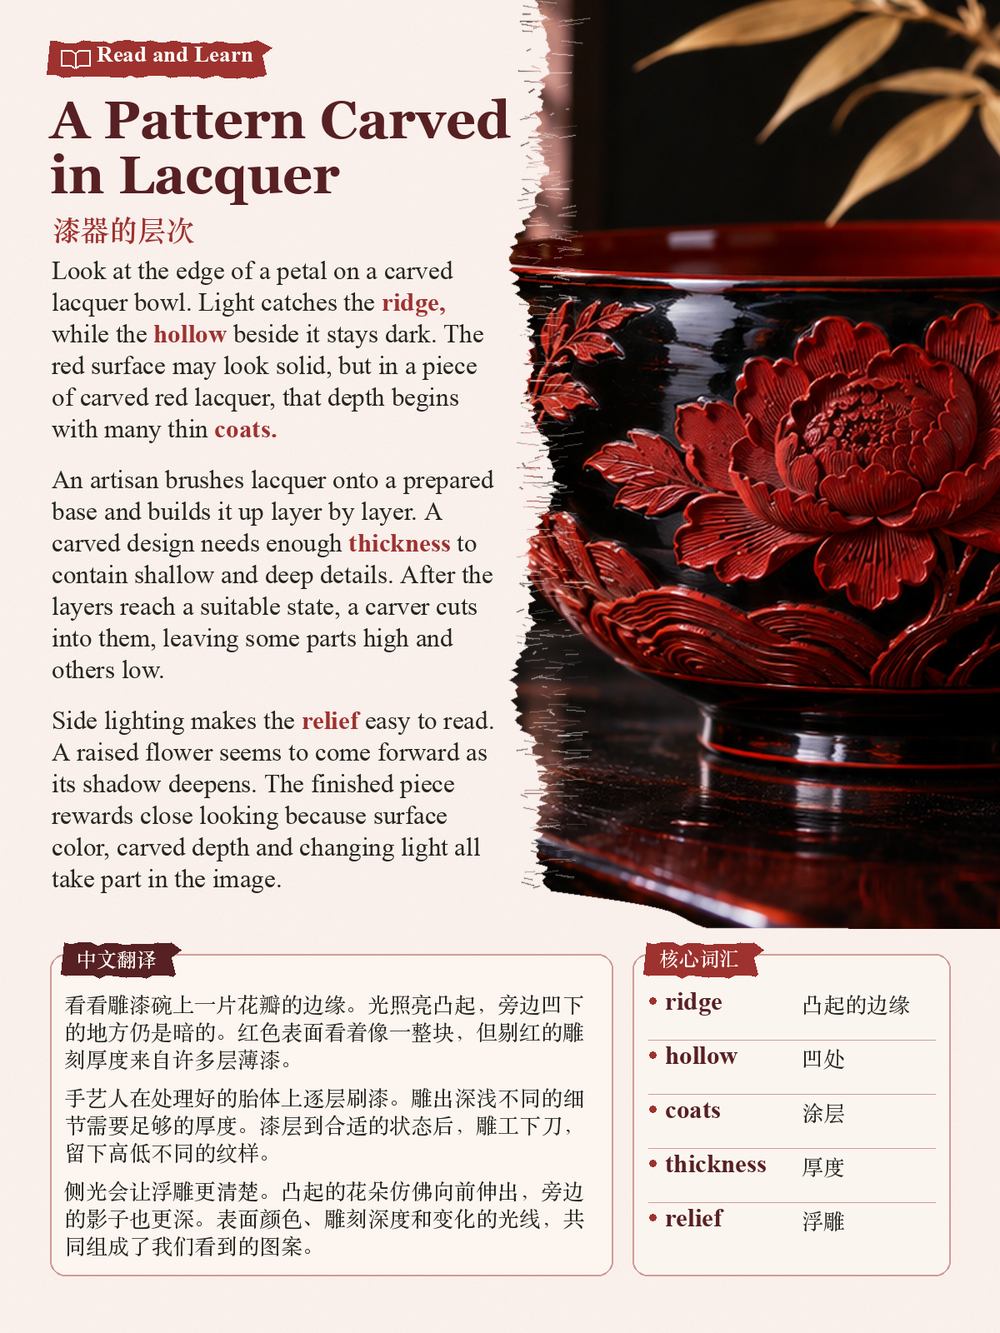 Read and Learn
A Pattern Carved
in Lacquer
漆器的层次
Look at the edge of a petal on a carved
lacquer bowl. Light catches the ridge,
while the hollow beside it stays dark. The
red surface may look solid, but in a piece
of carved red lacquer, that depth begins
with many thin coats.
An artisan brushes lacquer onto a prepared
base and builds it up layer by layer. A
carved design needs enough thickness to
contain shallow and deep details. After the
layers reach a suitable state, a carver cuts
into them, leaving some parts high and
others low.
Side lighting makes the relief easy to read.
A raised flower seems to come forward as
its shadow deepens. The finished piece
rewards close looking because surface
color, carved depth and changing light all
take part in the image.
中文翻译
看看雕漆碗上一片花瓣的边缘。光照亮凸起，旁边凹下
的地方仍是暗的。红色表面看着像一整块，但剔红的雕
刻厚度来自许多层薄漆。
手艺人在处理好的胎体上逐层刷漆。雕出深浅不同的细
节需要足够的厚度。漆层到合适的状态后，雕工下刀，
留下高低不同的纹样。
侧光会让浮雕更清楚。凸起的花朵仿佛向前伸出，旁边
的影子也更深。表面颜色、雕刻深度和变化的光线，共
同组成了我们看到的图案。
核心词汇
• ridge 凸起的边缘
• hollow 凹处
• coats 涂层
• thickness 厚度
• relief 浮雕